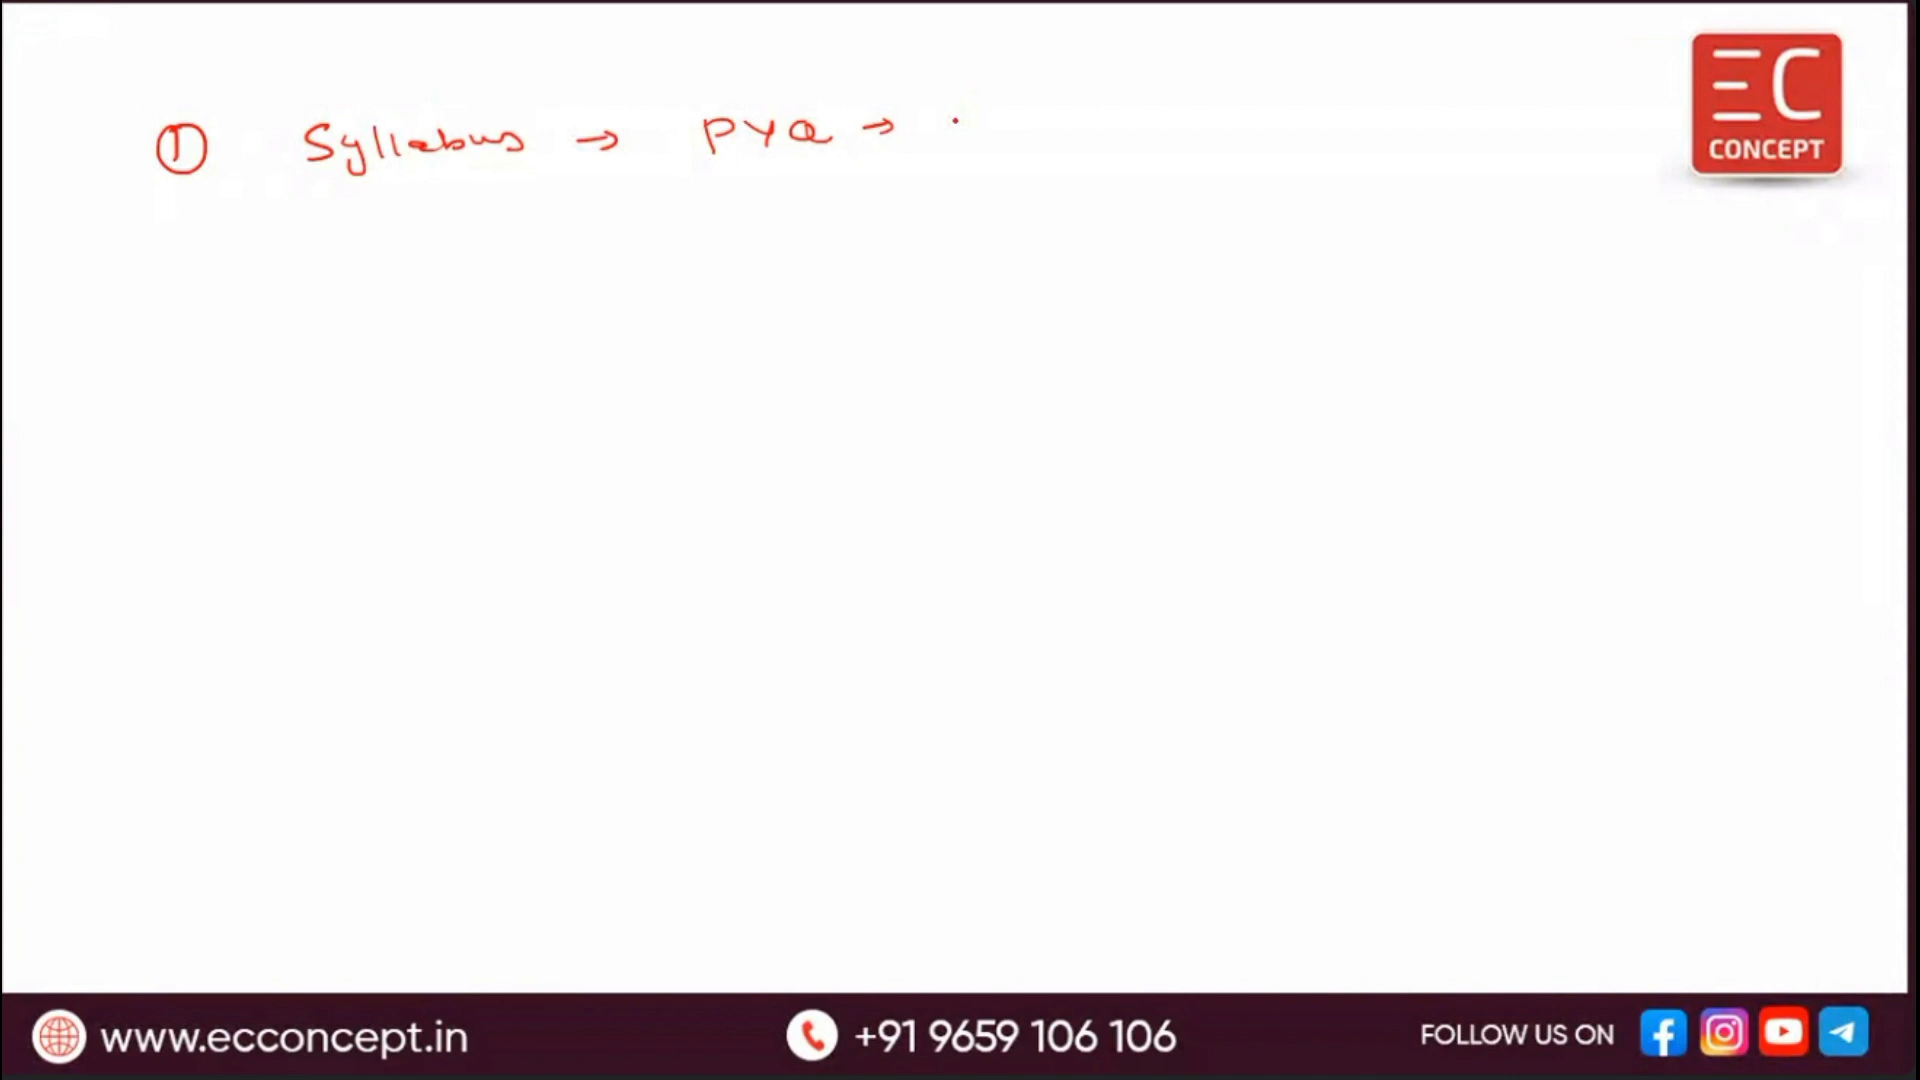 ① Syllabus → PYQ →
EC
CONCEPT
www.ecconcept.in
+91 9659 106 106
FOLLOW US ON